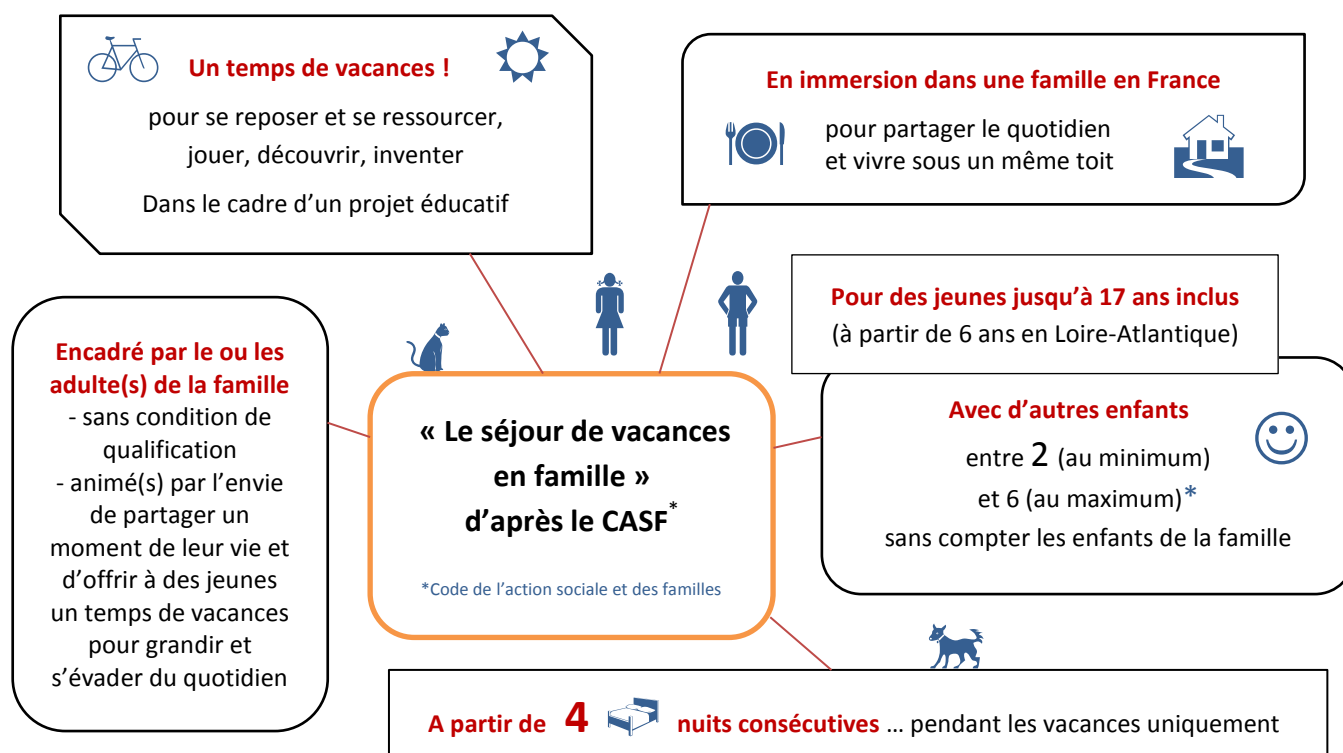 Un temps de vacances !
pour se reposer et se ressourcer,
jouer, découvrir, inventer
Dans le cadre d’un projet éducatif
En immersion dans une famille en France
pour partager le quotidien
et vivre sous un même toit
Pour des jeunes jusqu’à 17 ans inclus
(à partir de 6 ans en Loire-Atlantique)
Encadré par le ou les
adulte(s) de la famille
- sans condition de
qualification
- animé(s) par l’envie
de partager un
moment de leur vie et
d’offrir à des jeunes
un temps de vacances
pour grandir et
s’évader du quotidien
« Le séjour de vacances
en famille »
d’après le CASF*
*Code de l’action sociale et des familles
Avec d’autres enfants
entre 2 (au minimum)
et 6 (au maximum)*
sans compter les enfants de la famille
A partir de 4 nuits consécutives ... pendant les vacances uniquement